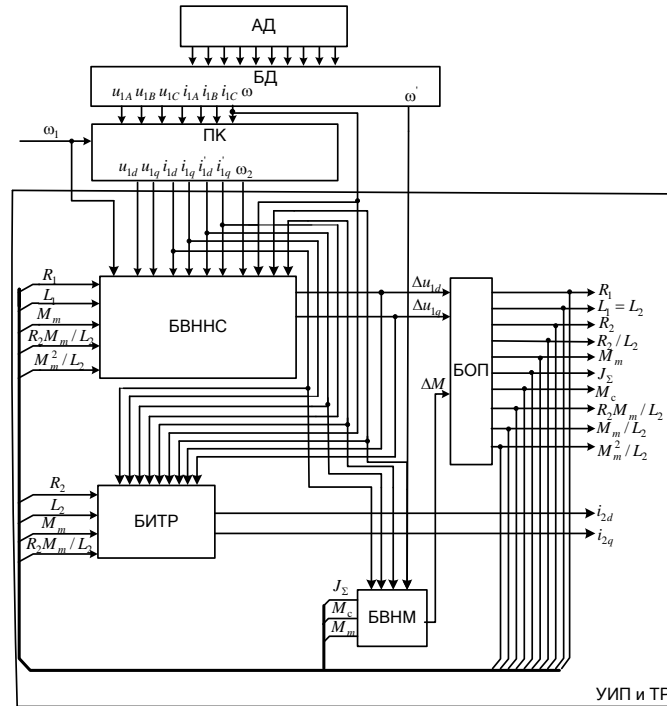 АД
БД
u1A u1B u1C i1A i1B i1C ω
ω'
ω1
ПК
u1d u1q i1d i1q i'1d i'1q ω2
R1
L1
Mm
R2Mm/L2
Mm²/L2
БВННС
Δu1d
Δu1q
ΔM
БОП
R1
L1 = L2
R2
R2/L2
Mm
JΣ
Mc
R2Mm/L2
Mm/L2
Mm²/L2
R2
L2
Mm
R2Mm/L2
БИТР
i2d
i2q
JΣ
Mc
Mm
БВНМ
УИП и ТР